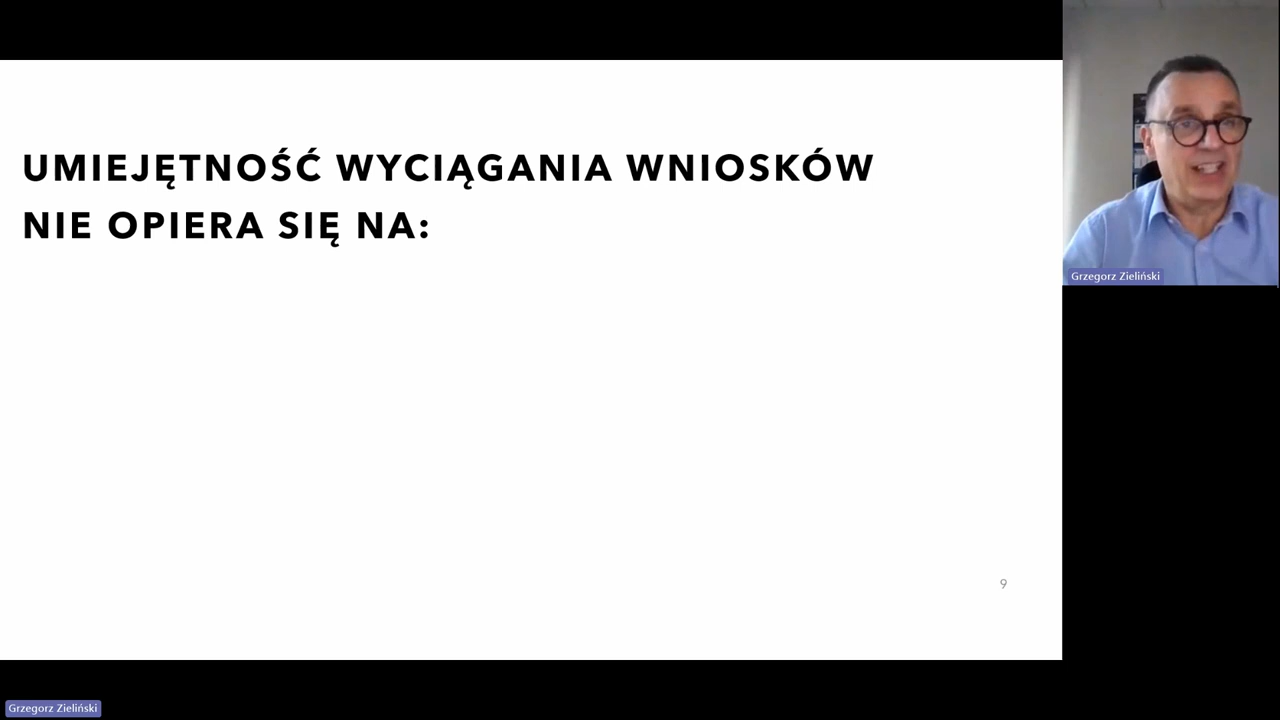 UMIEJĘTNOŚĆ WYCIĄGANIA WNIOSKÓW
NIE OPIERA SIĘ NA:
Grzegorz Zieliński
9
Grzegorz Zieliński